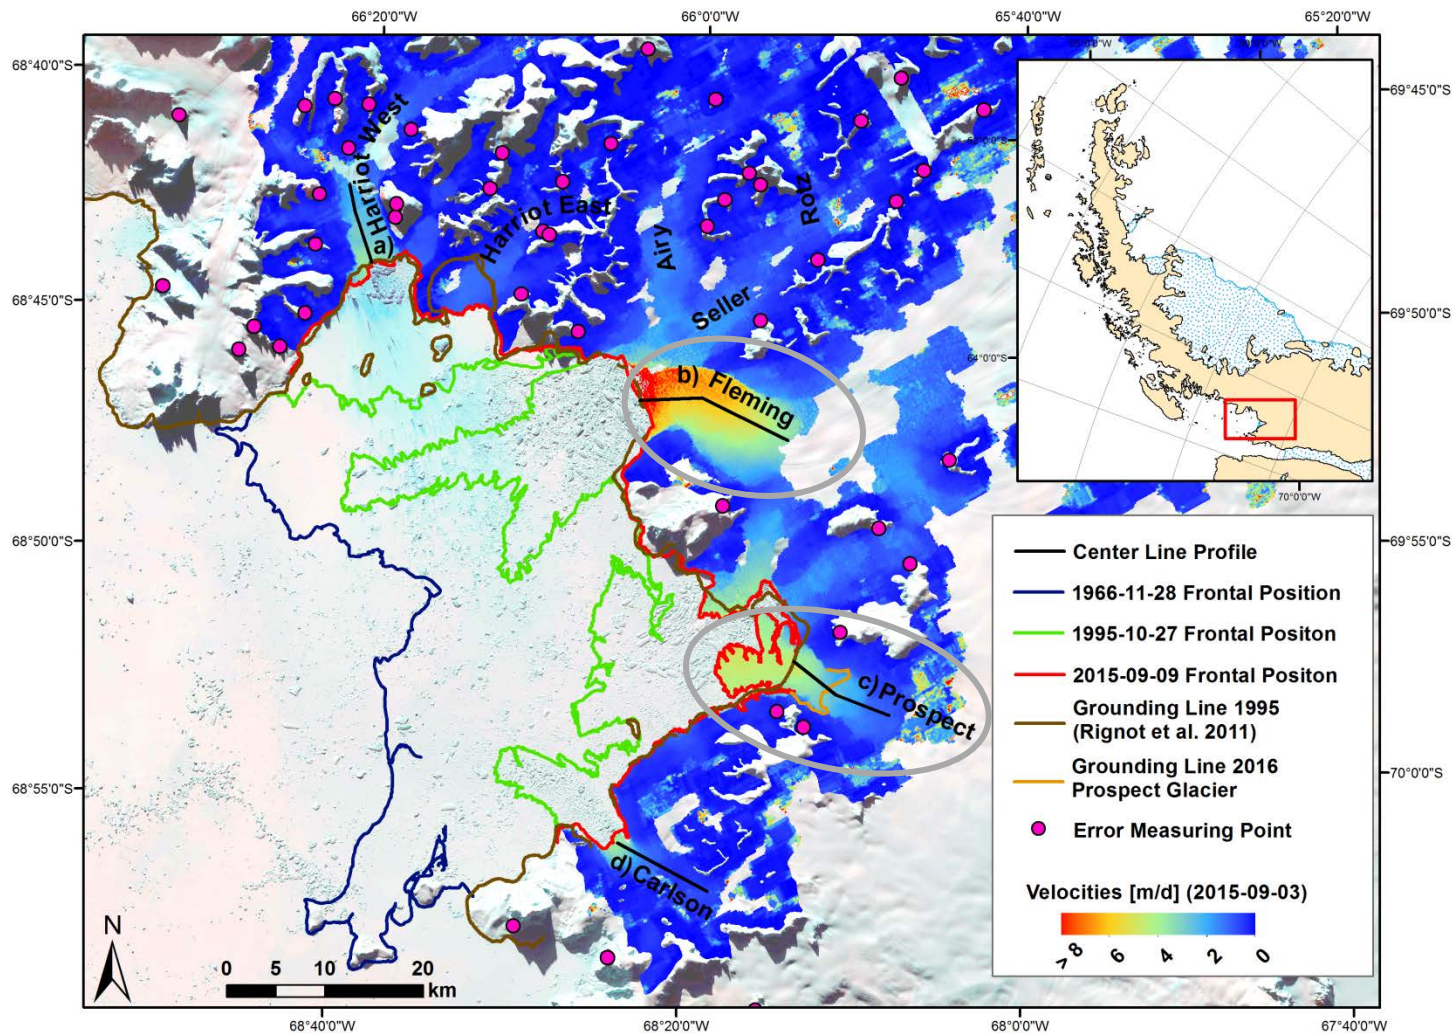 66°20'0"W
66°0'0"W
65°40'0"W
65°20'0"W
68°40'0"S
68°45'0"S
68°50'0"S
68°55'0"S
69°45'0"S
69°50'0"S
69°55'0"S
70°0'0"S
a) Harriot West
Harriot East
Airy
Rotz
Seller
b) Fleming
c) Prospect
d) Carlson
64°0'0"S
70°0'0"W
Center Line Profile
1966-11-28 Frontal Position
1995-10-27 Frontal Positon
2015-09-09 Frontal Positon
Grounding Line 1995
(Rignot et al. 2011)
Grounding Line 2016
Prospect Glacier
Error Measuring Point
Velocities [m/d] (2015-09-03)
> 8 6 4 2 0
N
0 5 10 20
km
68°40'0"W
68°20'0"W
68°0'0"W
67°40'0"W